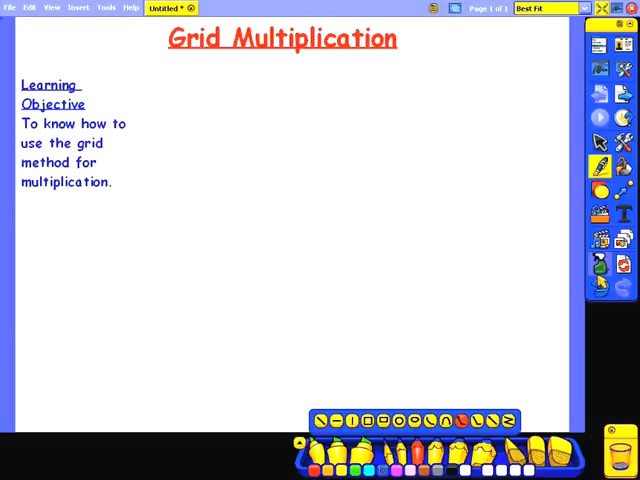 File Edit View Insert Tools Help Untitled * Page 1 of 1 Best Fit
Grid Multiplication
Learning
Objective
To know how to
use the grid
method for
multiplication.